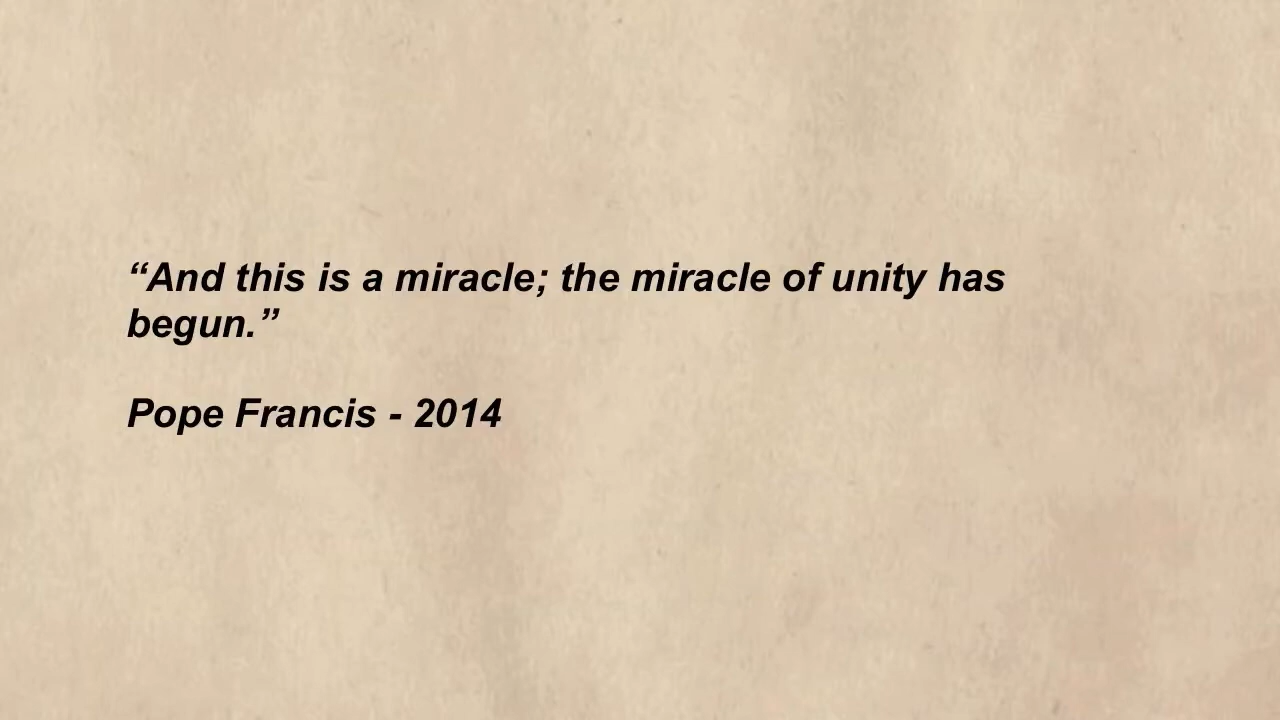 “And this is a miracle; the miracle of unity has
begun.”
Pope Francis - 2014